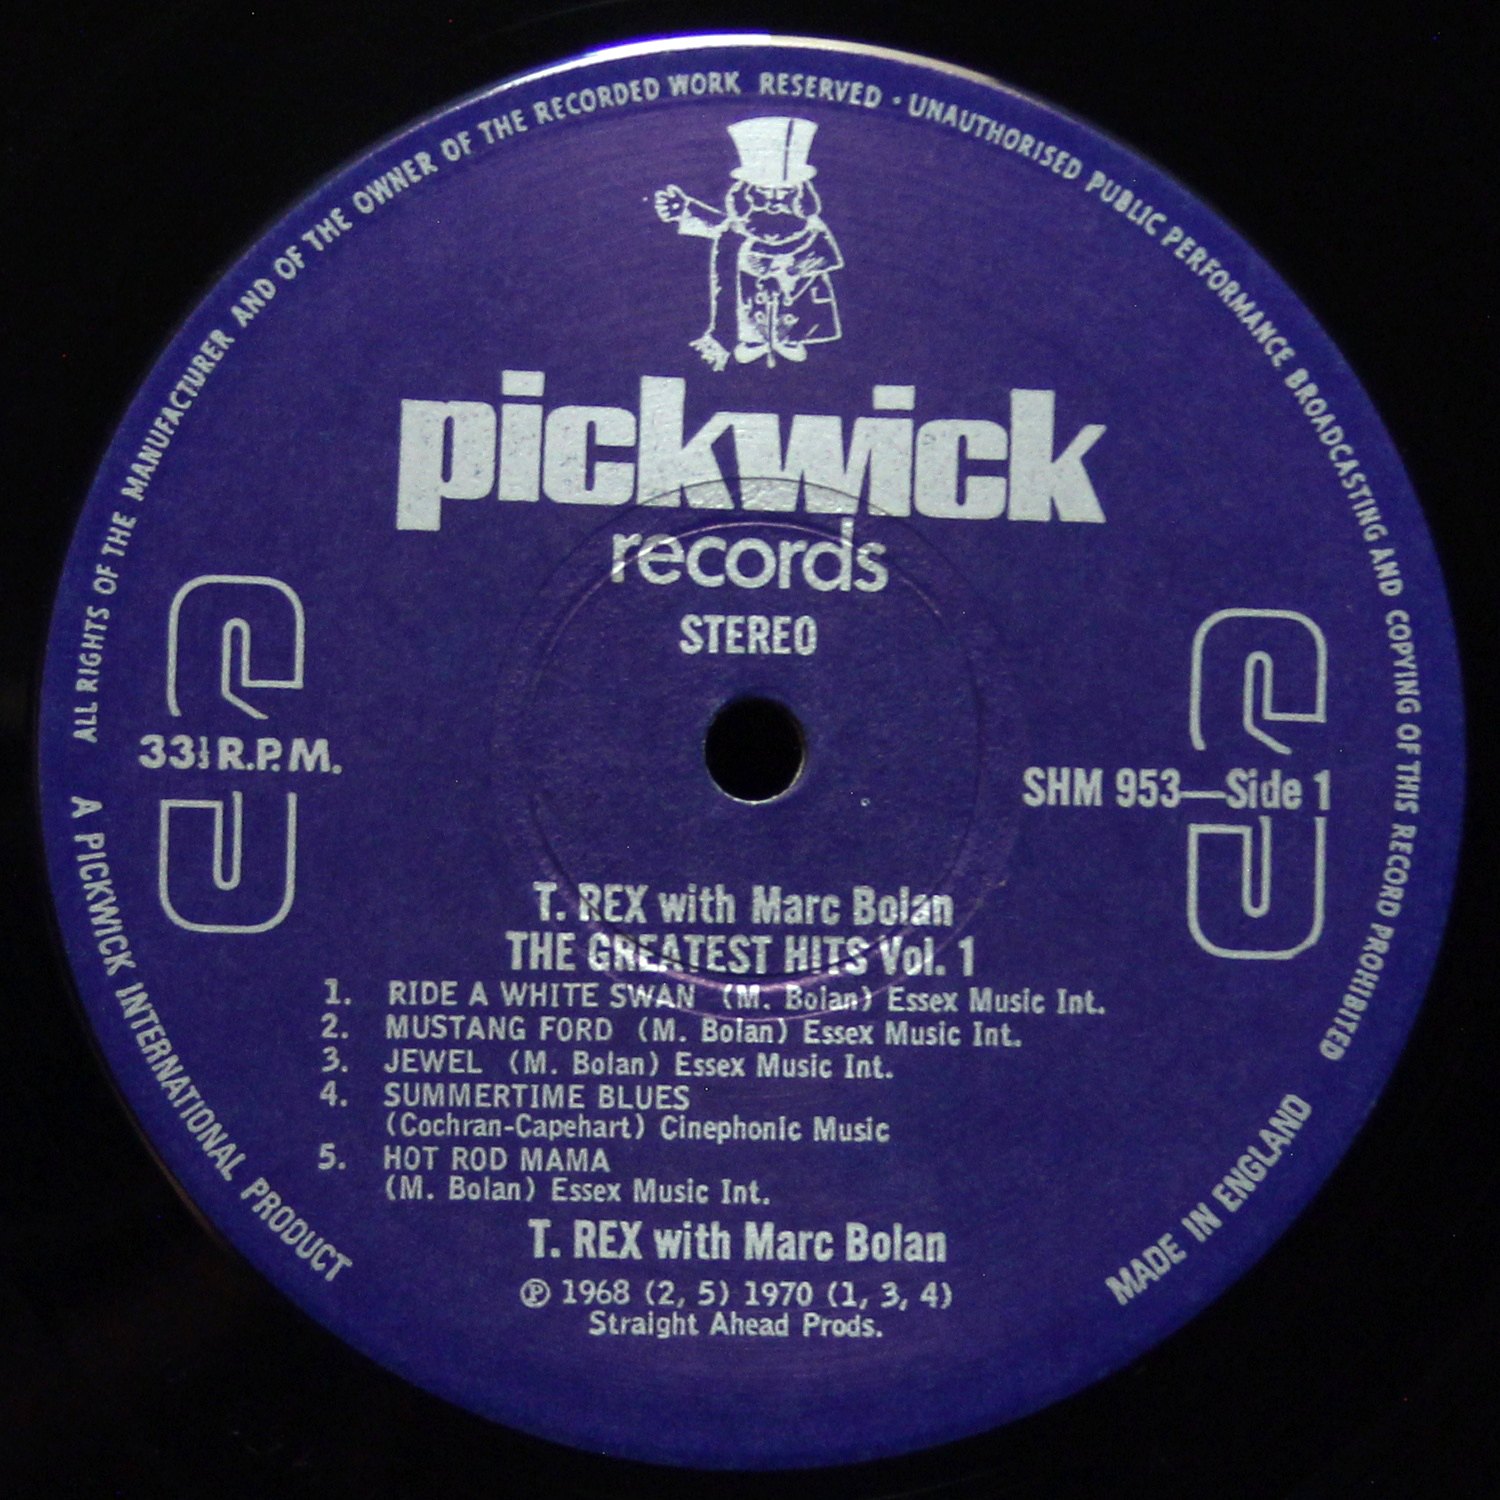 ALL RIGHTS OF THE MANUFACTURER AND OF THE OWNER OF THE RECORDED WORK RESERVED · UNAUTHORISED PUBLIC PERFORMANCE BROADCASTING AND COPYING OF THIS RECORD PROHIBITED
pickwick
records
STEREO
33⅓ R.P.M.
SHM 953—Side 1
T. REX with Marc Bolan
THE GREATEST HITS Vol. 1
1. RIDE A WHITE SWAN (M. Bolan) Essex Music Int.
2. MUSTANG FORD (M. Bolan) Essex Music Int.
3. JEWEL (M. Bolan) Essex Music Int.
4. SUMMERTIME BLUES
(Cochran-Capehart) Cinephonic Music
5. HOT ROD MAMA
(M. Bolan) Essex Music Int.
T. REX with Marc Bolan
℗ 1968 (2, 5) 1970 (1, 3, 4)
Straight Ahead Prods.
A PICKWICK INTERNATIONAL PRODUCT
MADE IN ENGLAND